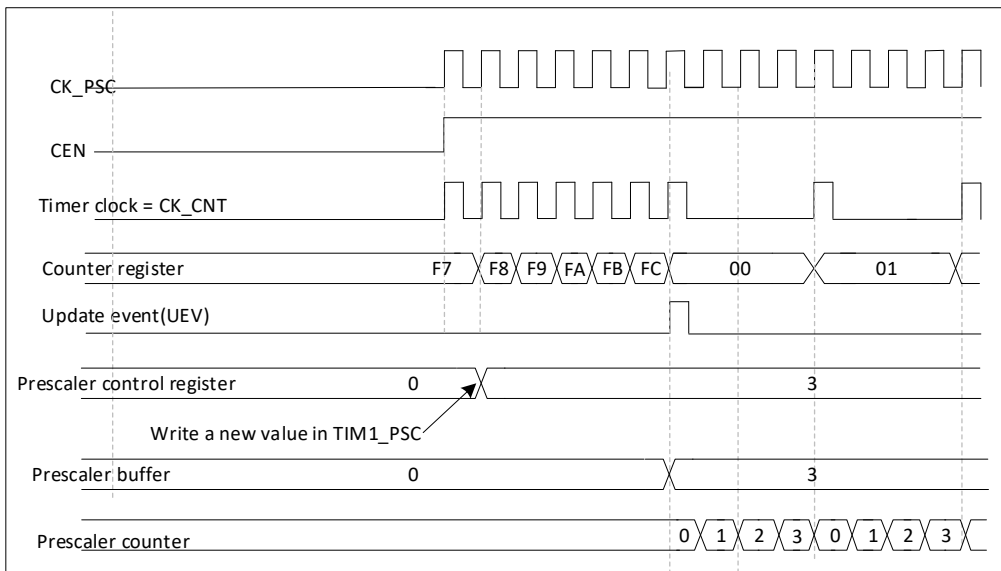 CK_PSC
CEN
Timer clock = CK_CNT
Counter register F7 F8 F9 FA FB FC 00 01
Update event(UEV)
Prescaler control register 0 3
Write a new value in TIM1_PSC
Prescaler buffer 0 3
Prescaler counter 0 1 2 3 0 1 2 3